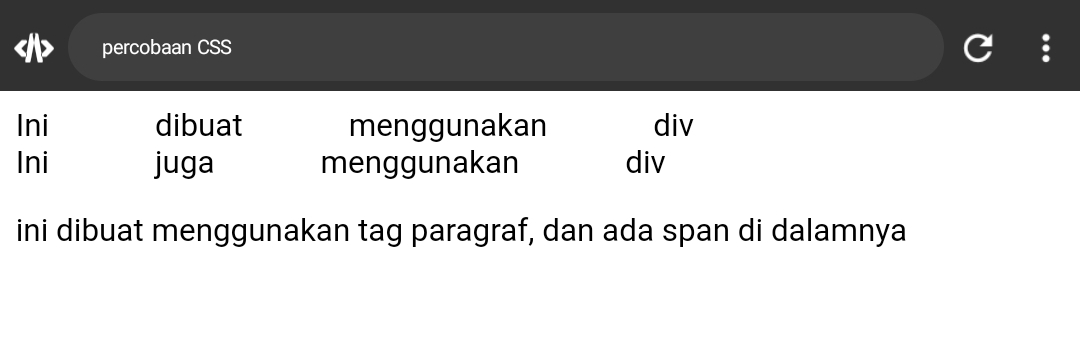 percobaan CSS
Ini dibuat menggunakan div
Ini juga menggunakan div
ini dibuat menggunakan tag paragraf, dan ada span di dalamnya